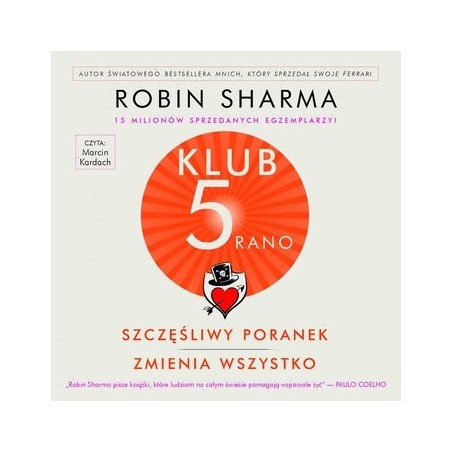 AUTOR ŚWIATOWEGO BESTSELLERA MNICH, KTÓRY SPRZEDAŁ SWOJE FERRARI
ROBIN SHARMA
15 MILIONÓW SPRZEDANYCH EGZEMPLARZY!
CZYTA:
Marcin
Kardach
KLUB
5
RANO
SZCZĘŚLIWY PORANEK
ZMIENIA WSZYSTKO
„Robin Sharma pisze książki, które ludziom na całym świecie pomagają wspaniale żyć” — PAULO COELHO